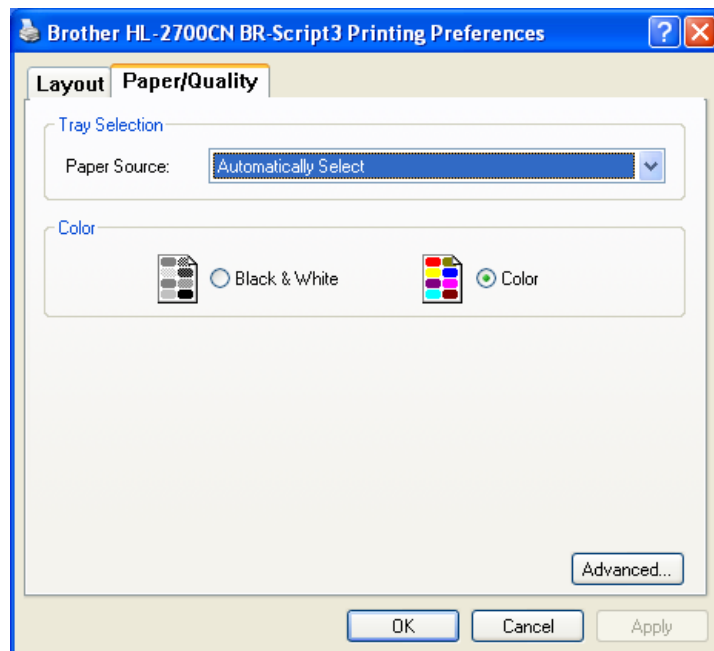 Brother HL-2700CN BR-Script3 Printing Preferences ?
Layout Paper/Quality
Tray Selection
Paper Source: Automatically Select
Color
Black & White Color
Advanced...
OK Cancel Apply